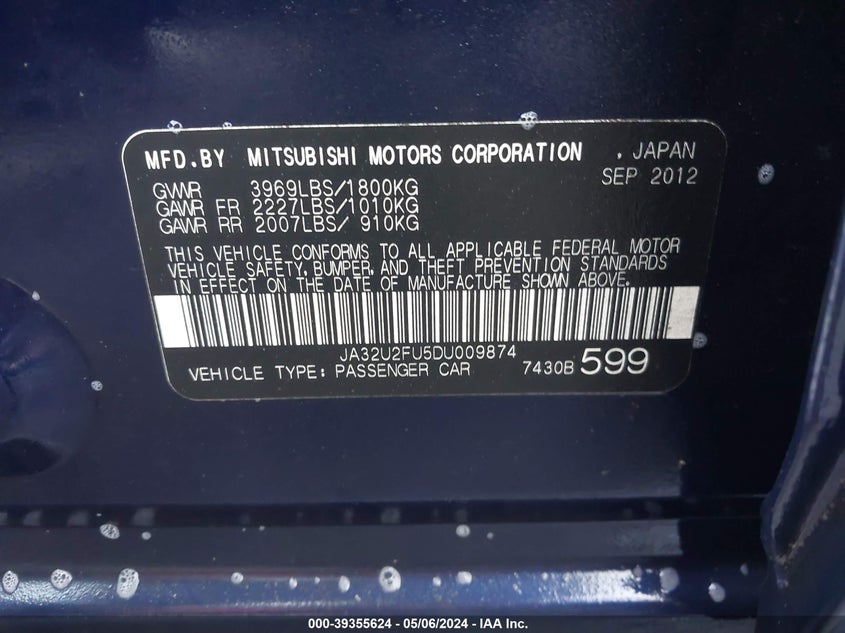 MFD.BY MITSUBISHI MOTORS CORPORATION , JAPAN
SEP 2012
GVWR 3969LBS/1800KG
GAWR FR 2227LBS/1010KG
GAWR RR 2007LBS/ 910KG
THIS VEHICLE CONFORMS TO ALL APPLICABLE FEDERAL MOTOR
VEHICLE SAFETY, BUMPER, AND THEFT PREVENTION STANDARDS
IN EFFECT ON THE DATE OF MANUFACTURE SHOWN ABOVE.
JA32U2FU5DU009874
VEHICLE TYPE: PASSENGER CAR 7430B 599
000-39355624 - 05/06/2024 - IAA Inc.